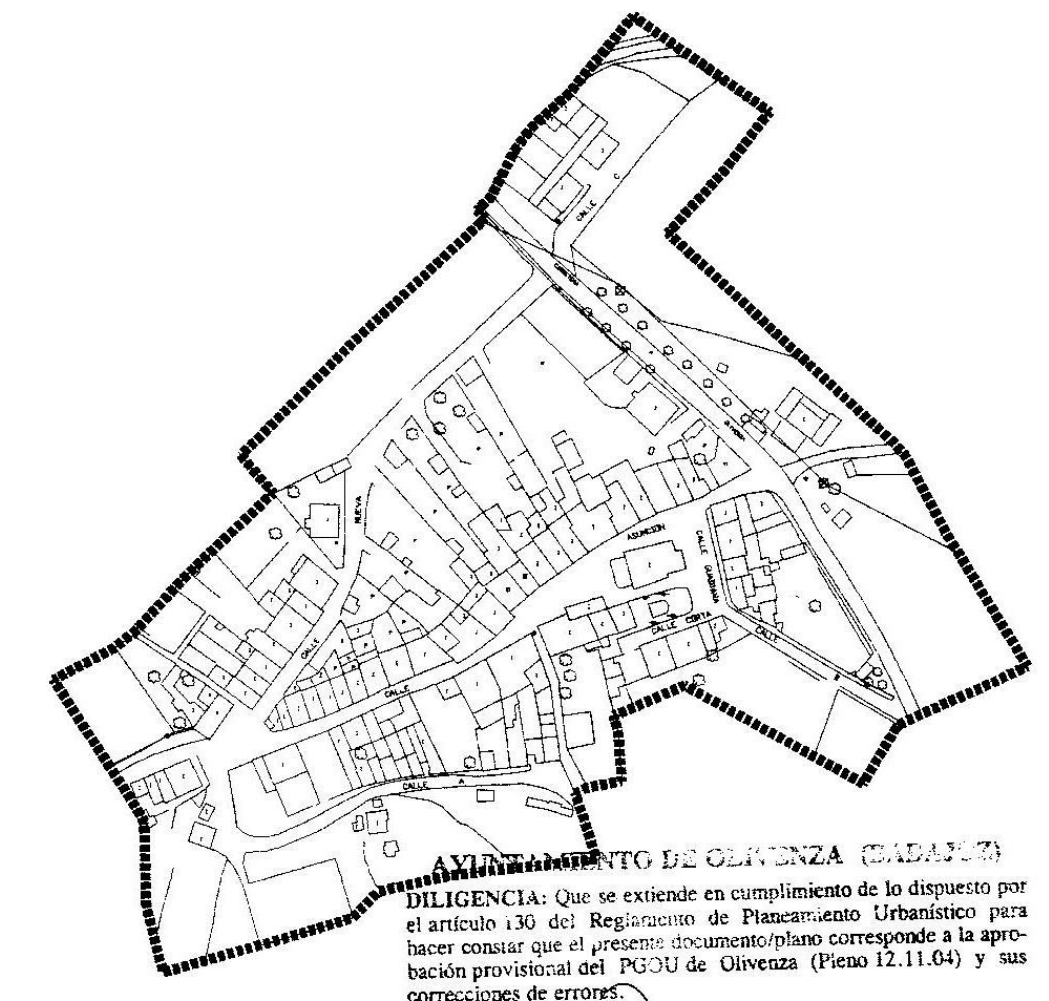 CALLE C
CALLE NUEVA
ASUNCION
CALLE GUADIANA
CALLE CORTA
CALLE B
CALLE
CALLE A
AYUNTAMIENTO DE OLIVENZA (BADAJOZ)
DILIGENCIA: Que se extiende en cumplimiento de lo dispuesto por
el artículo 130 del Reglamento de Planeamiento Urbanístico para
hacer constar que el presente documento/plano corresponde a la apro-
bación provisional del PGOU de Olivenza (Pleno 12.11.04) y sus
correcciones de errores.